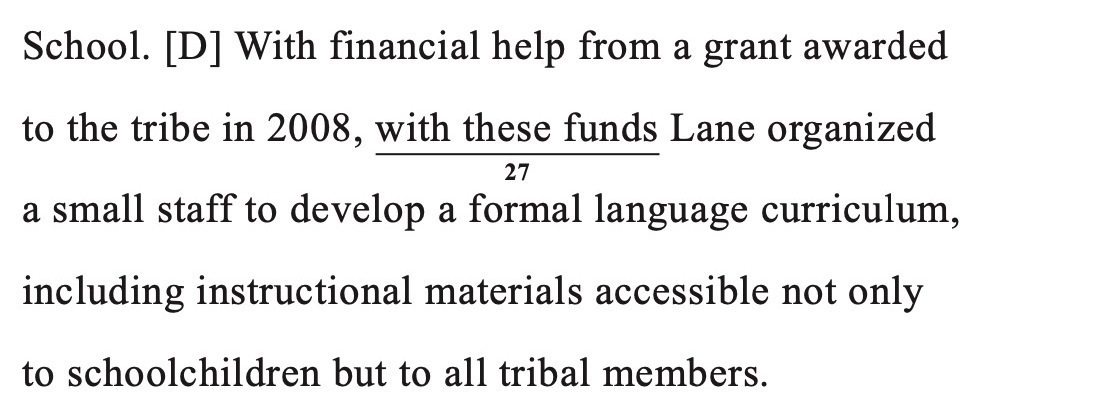 School. [D] With financial help from a grant awarded
to the tribe in 2008, with these funds Lane organized
27
a small staff to develop a formal language curriculum,
including instructional materials accessible not only
to schoolchildren but to all tribal members.